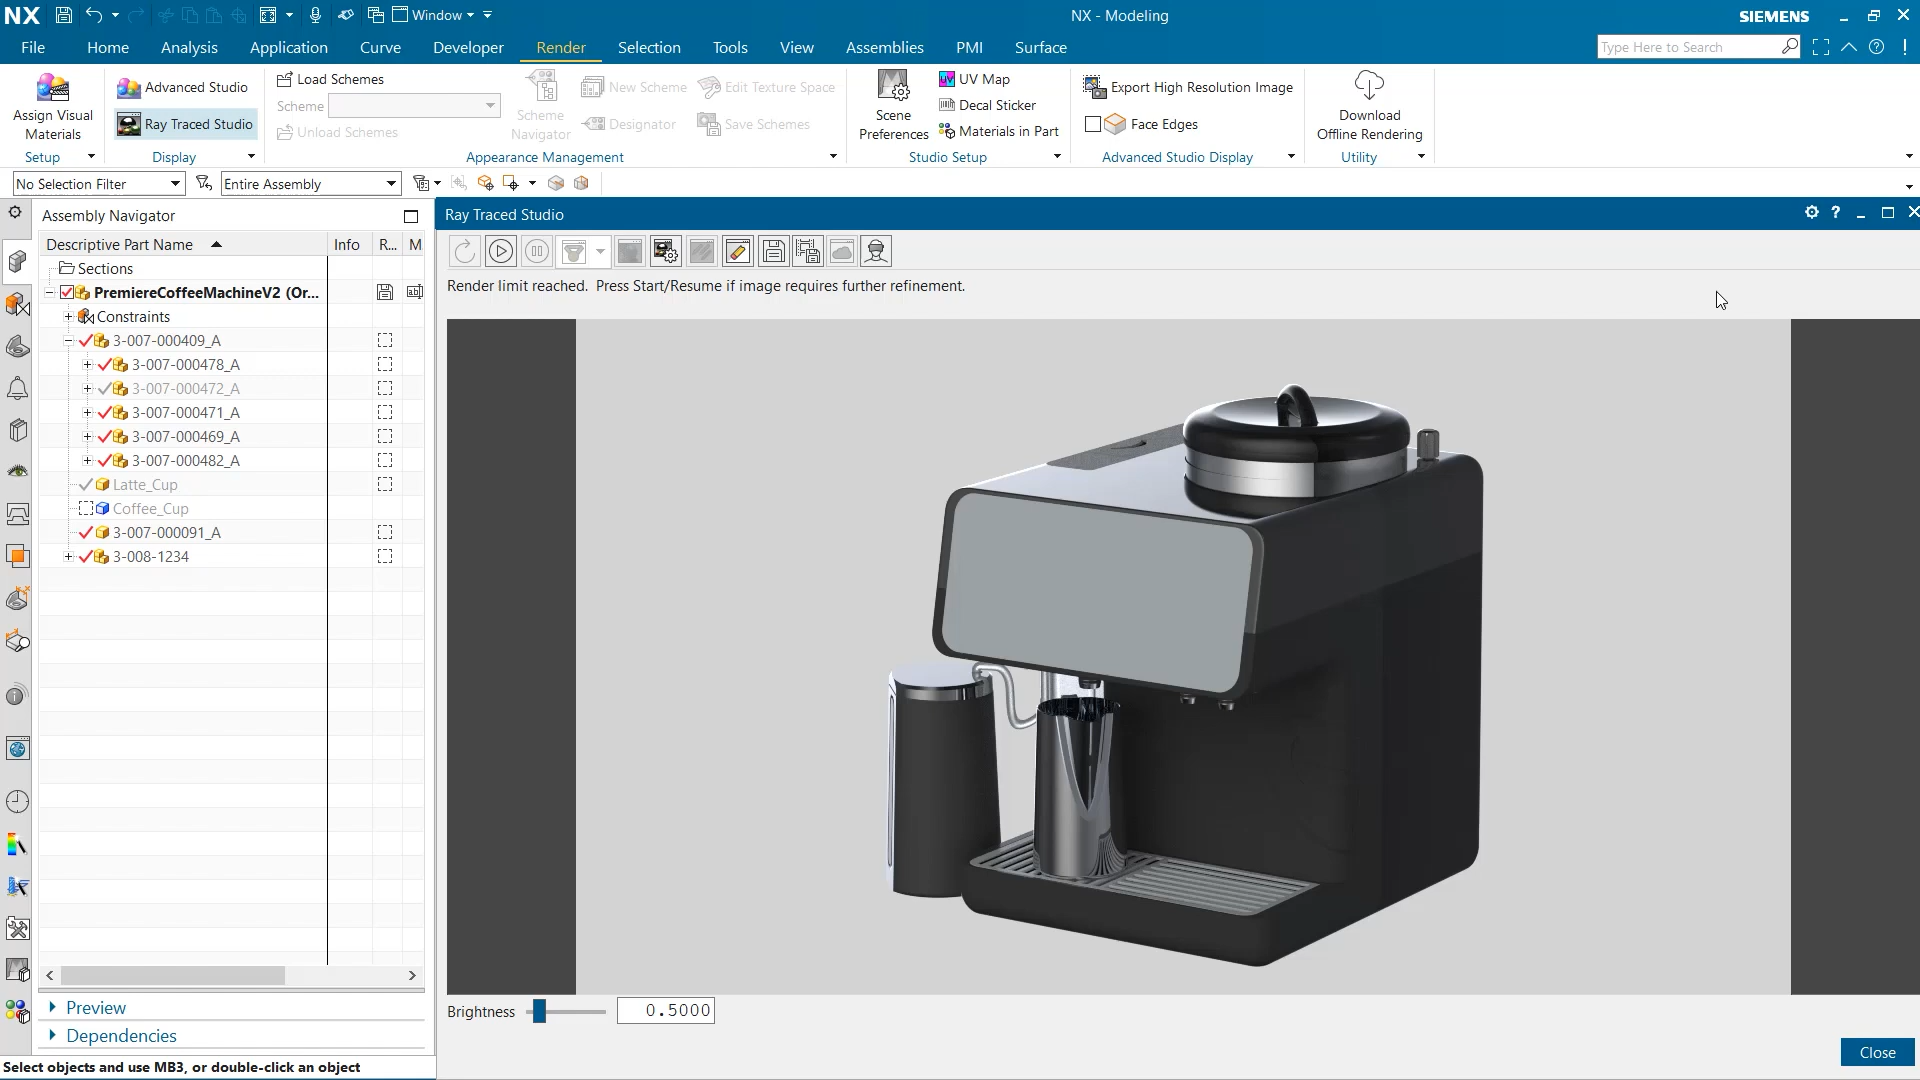 NX
Window
NX - Modeling
SIEMENS
File
Home
Analysis
Application
Curve
Developer
Render
Selection
Tools
View
Assemblies
PMI
Surface
Type Here to Search
Assign Visual
Materials
Advanced Studio
Ray Traced Studio
Load Schemes
Scheme
Unload Schemes
Scheme
Navigator
New Scheme
Designator
Edit Texture Space
Save Schemes
Scene
Preferences
UV Map
Decal Sticker
Materials in Part
Export High Resolution Image
Face Edges
Download
Offline Rendering
Setup
Display
Appearance Management
Studio Setup
Advanced Studio Display
Utility
No Selection Filter
Entire Assembly
Assembly Navigator
Descriptive Part Name
Info
R...
M
Sections
PremiereCoffeeMachineV2 (Or...
Constraints
3-007-000409_A
3-007-000478_A
3-007-000472_A
3-007-000471_A
3-007-000469_A
3-007-000482_A
Latte_Cup
Coffee_Cup
3-007-000091_A
3-008-1234
Preview
Dependencies
Select objects and use MB3, or double-click an object
Ray Traced Studio
Render limit reached.  Press Start/Resume if image requires further refinement.
Brightness
0.5000
Close